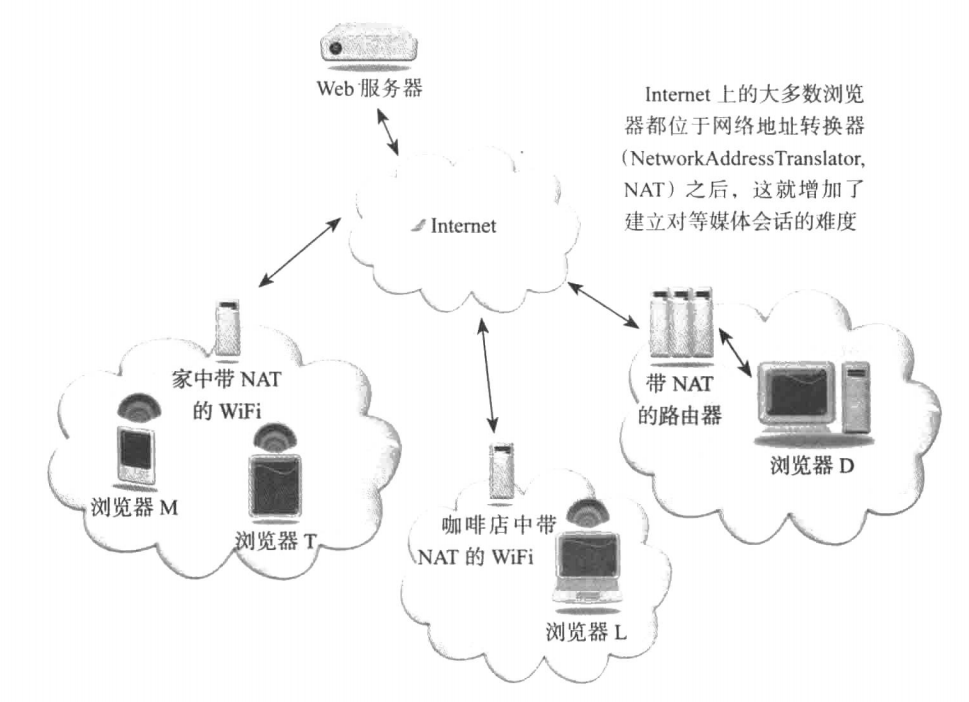 Web 服务器
Internet 上的大多数浏览
器都位于网络地址转换器
（NetworkAddressTranslator,
NAT）之后，这就增加了
建立对等媒体会话的难度
Internet
家中带 NAT
的 WiFi
浏览器 M
浏览器 T
咖啡店中带
NAT 的 WiFi
浏览器 L
带 NAT
的路由器
浏览器 D